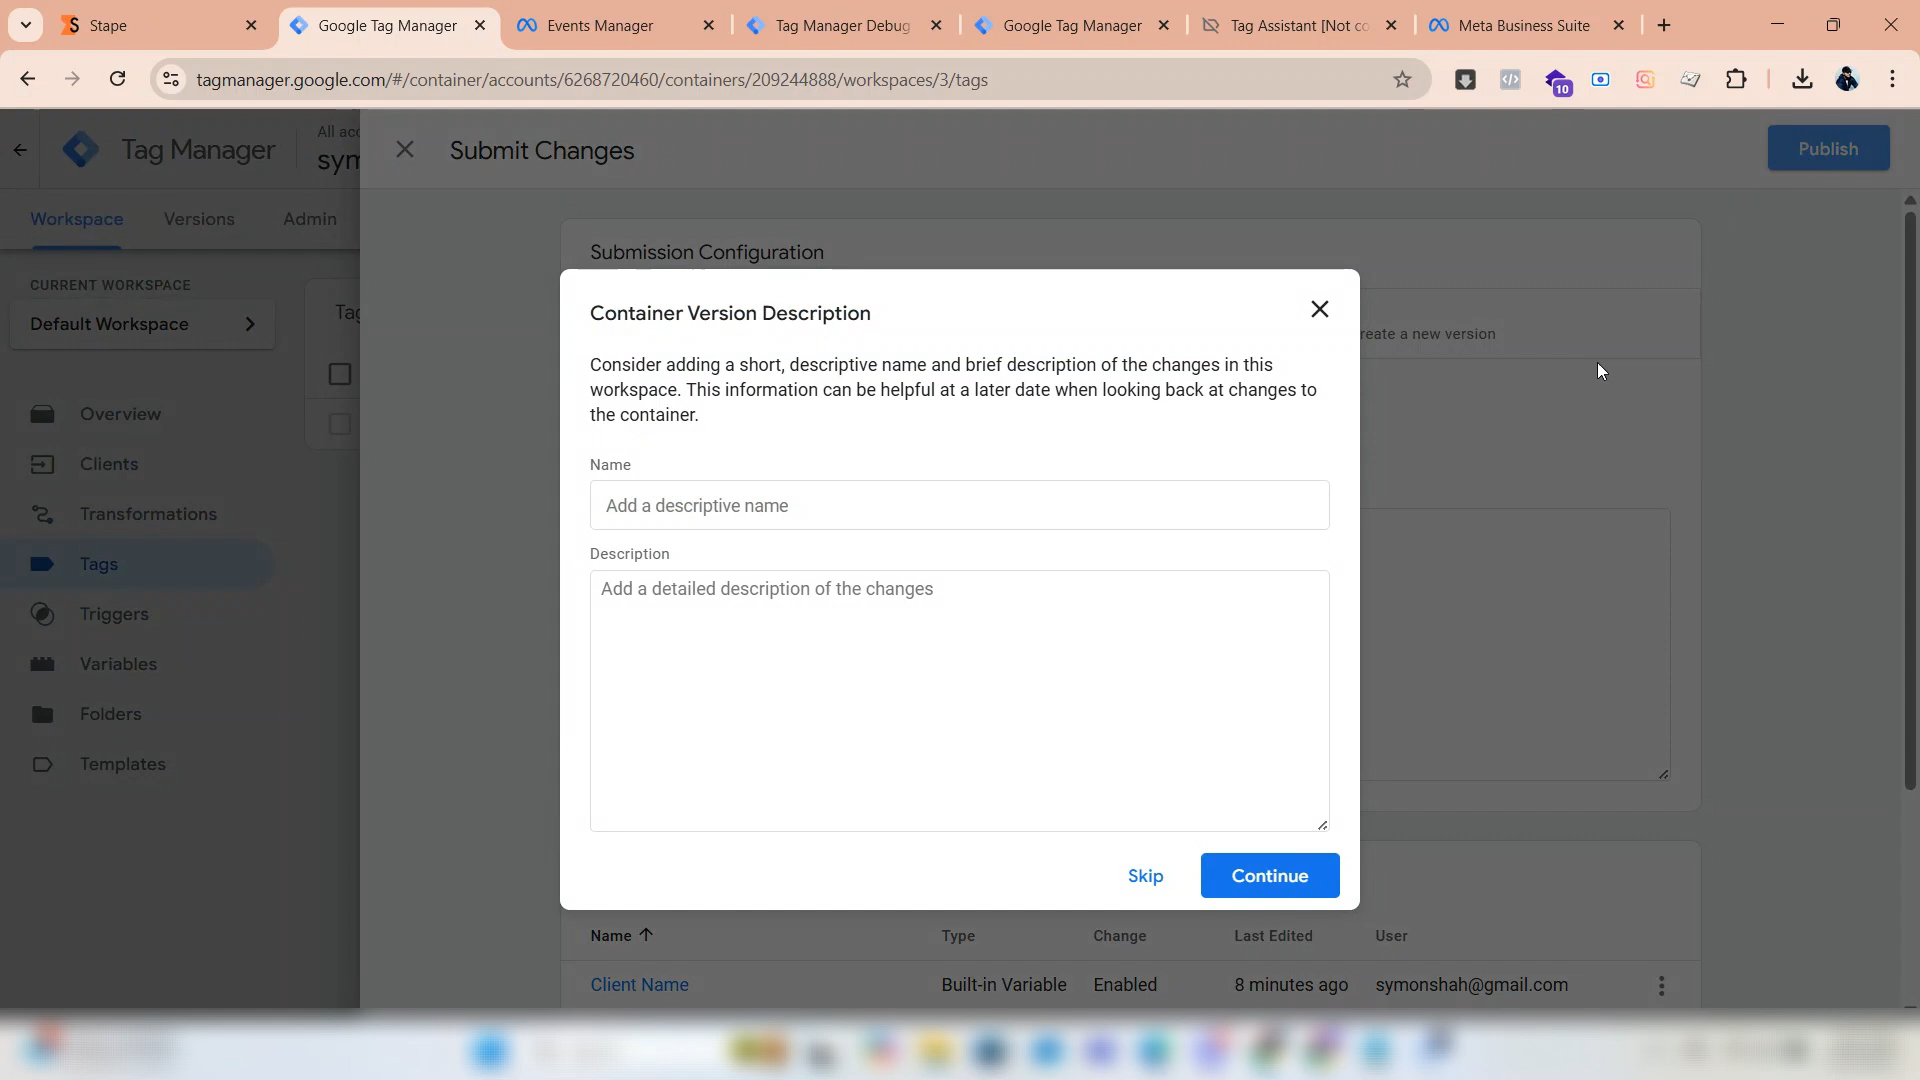 Stape
Google Tag Manager
Events Manager
Tag Manager Debug
Google Tag Manager
Tag Assistant [Not co
Meta Business Suite
tagmanager.google.com/#/container/accounts/6268720460/containers/209244888/workspaces/3/tags
10
Tag Manager
All acc
sym
Submit Changes
Publish
Workspace
Versions
Admin
Submission Configuration
CURRENT WORKSPACE
Default Workspace
Tag
Container Version Description
reate a new version
Consider adding a short, descriptive name and brief description of the changes in this
workspace. This information can be helpful at a later date when looking back at changes to
the container.
Overview
Clients
Transformations
Tags
Triggers
Variables
Folders
Templates
Name
Add a descriptive name
Description
Add a detailed description of the changes
Skip
Continue
Name
Type
Change
Last Edited
User
Client Name
Built-in Variable
Enabled
8 minutes ago
symonshah@gmail.com